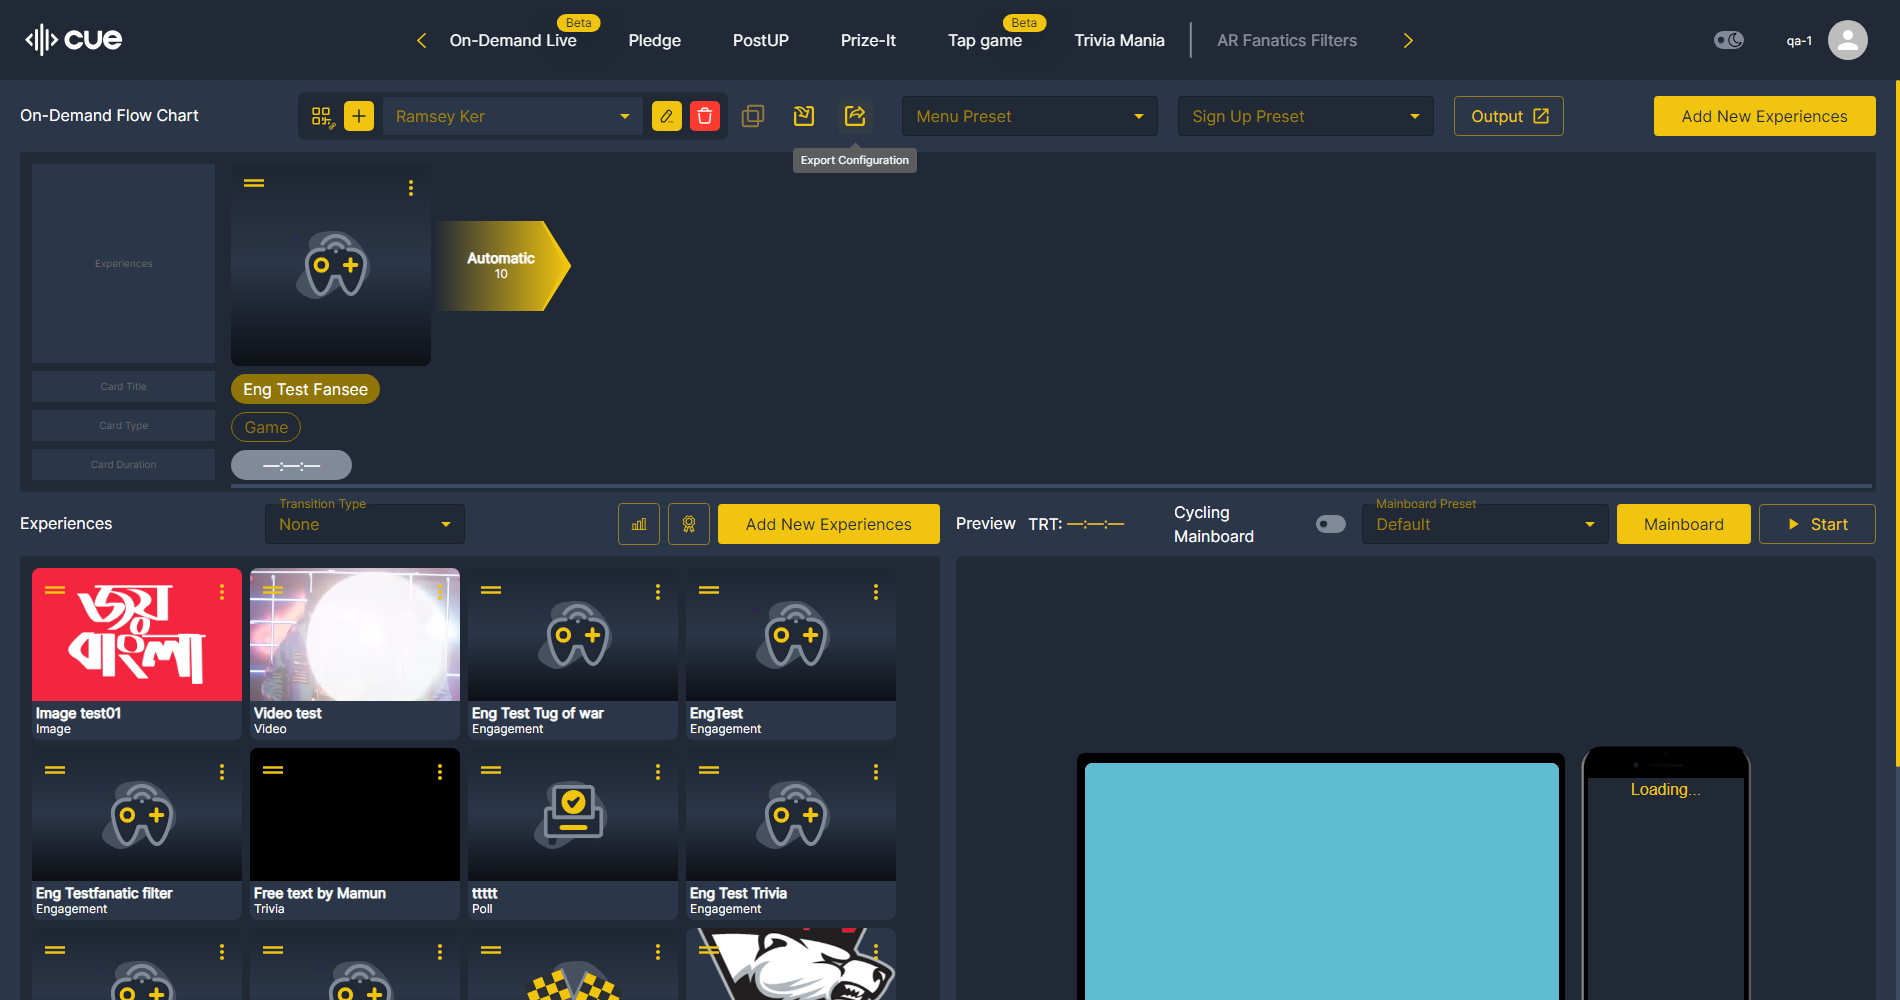 cue
On-Demand Live
Beta
Pledge
PostUP
Prize-It
Tap game
Beta
Trivia Mania
AR Fanatics Filters
qa-1
On-Demand Flow Chart
Ramsey Ker
Menu Preset
Sign Up Preset
Output
Add New Experiences
Export Configuration
Experiences
Automatic
10
Card Title
Eng Test Fansee
Card Type
Game
Card Duration
—:—:—
Experiences
Transition Type
None
Add New Experiences
Preview
TRT: —:—:—
Cycling
Mainboard
Mainboard Preset
Default
Mainboard
Start
জয়
বাংলা
Image test01
Image
Video test
Video
Eng Test Tug of war
Engagement
EngTest
Engagement
Eng Testfanatic filter
Engagement
Free text by Mamun
Trivia
ttttt
Poll
Eng Test Trivia
Engagement
Loading...